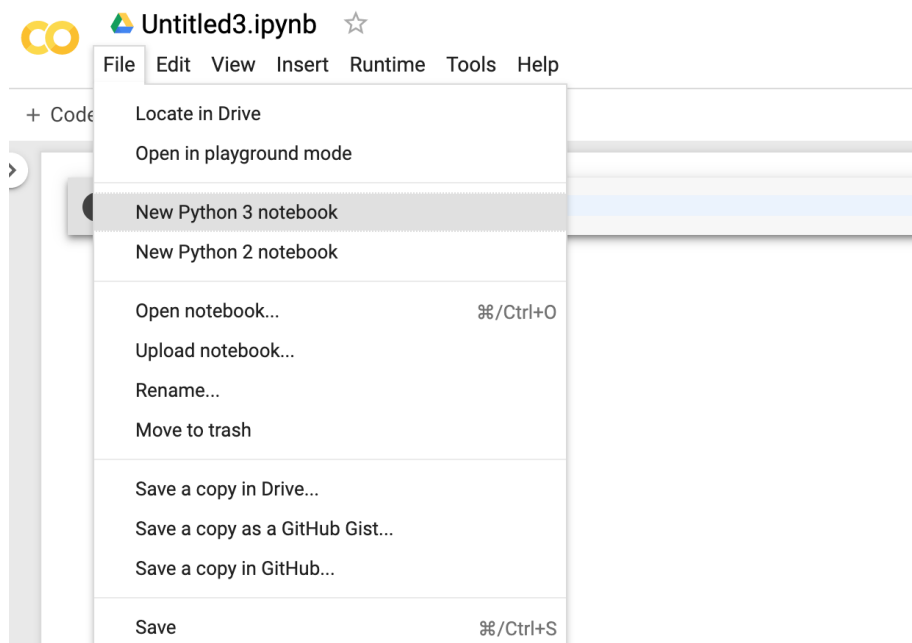 Untitled3.ipynb
File Edit View Insert Runtime Tools Help
+ Code
Locate in Drive
Open in playground mode
New Python 3 notebook
New Python 2 notebook
Open notebook... ⌘/Ctrl+O
Upload notebook...
Rename...
Move to trash
Save a copy in Drive...
Save a copy as a GitHub Gist...
Save a copy in GitHub...
Save ⌘/Ctrl+S